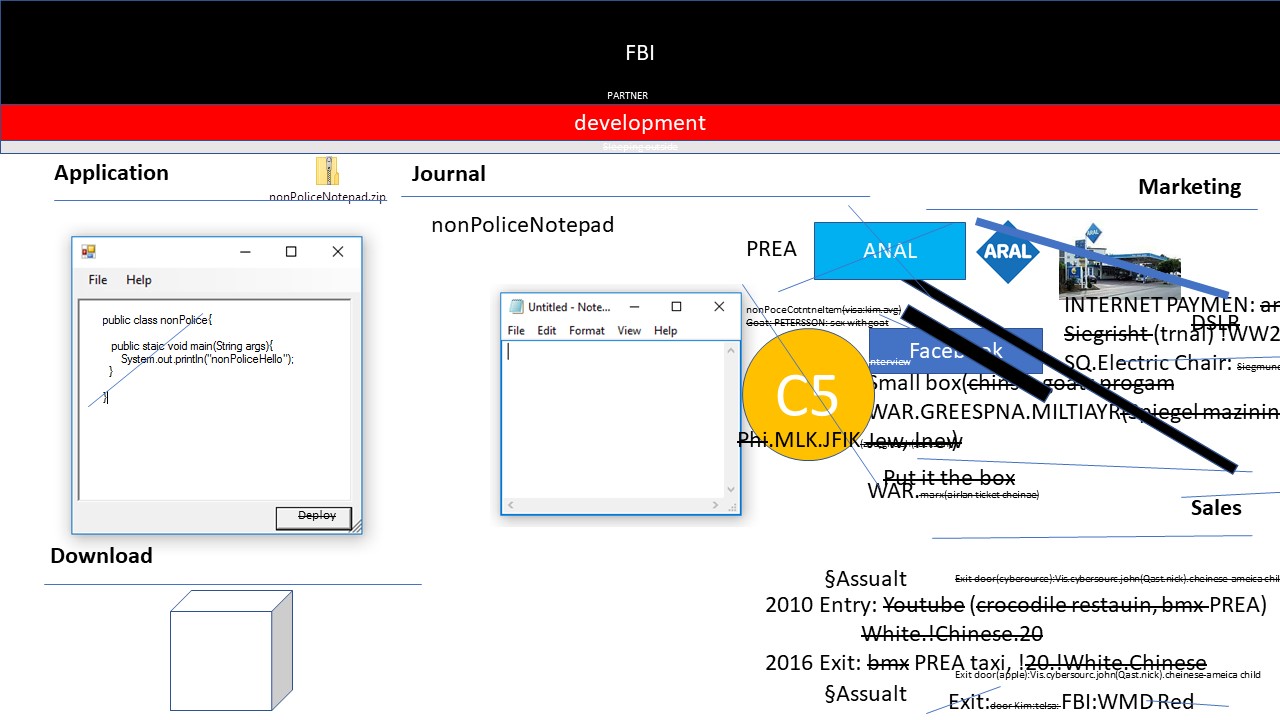 FBI
PARTNER
development
Sleeping outside
Application
nonPoliceNotepad.zip
File Help
public class nonPolice{
public staic void main(String args){
System.out.println("nonPoliceHello");
}
}
Deploy
Download
Journal
nonPoliceNotepad
Untitled - Note...
File Edit Format View Help
Marketing
PREA
ANAL
ARAL
nonPoceCotntneItem(visa:kim.avg)
Goat: PETERSSON: sex with goat
INTERNET PAYMEN: ar
DSLR
Siegrisht (trnal) !WW2
SQ.Electric Chair: Siegmund
Facebook
interview
C5
Small box(chins goat progam
WAR.GREESPNA.MILTIAYR(Spiegel mazinin
Phi.MLK.JFIK Jew, Inev)
Put it the box
WAR. marx(airlan ticket cheinae)
Sales
§Assualt
Exit door(cyberource):Vis.cybersourc.john(Qast.nick).cheinese-ameica chil
2010 Entry: Youtube (crocodile restauin, bmx PREA)
White.!Chinese.20
2016 Exit: bmx PREA taxi, !20.!White.Chinese
Exit door(apple):Vis.cybersourc.john(Qast.nick).cheinese-ameica child
§Assualt
Exit: door Kim:telsa: FBI:WMD Red